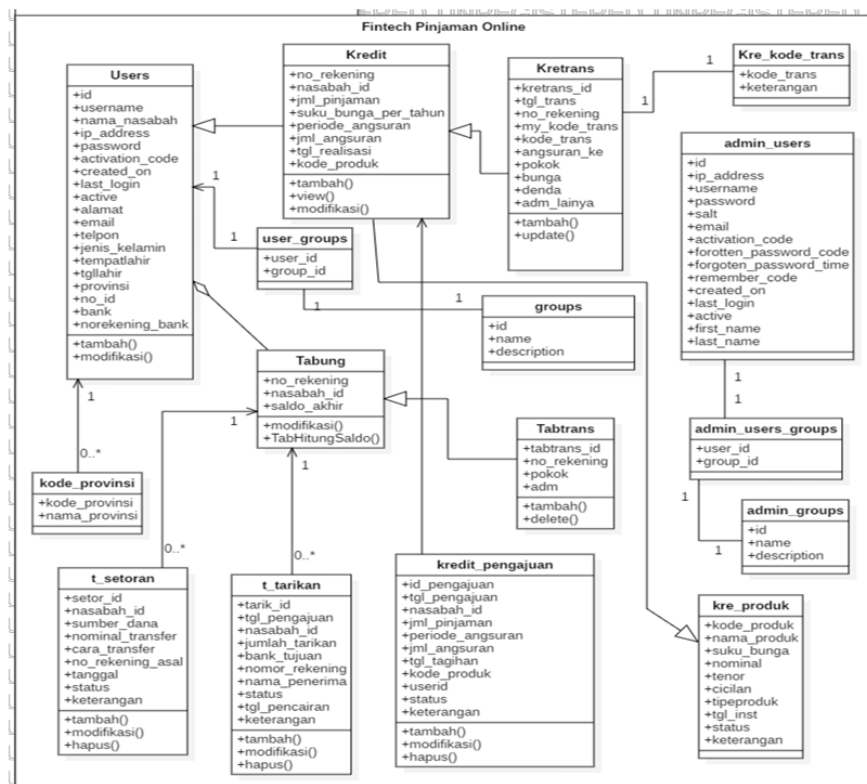 Fintech Pinjaman Online
Users
+id
+username
+nama_nasabah
+ip_address
+password
+activation_code
+created_on
+last_login
+active
+alamat
+email
+telpon
+jenis_kelamin
+tempatlahir
+tgllahir
+provinsi
+no_id
+bank
+norekening_bank
+tambah()
+modifikasi()
Kredit
+no_rekening
+nasabah_id
+jml_pinjaman
+suku_bunga_per_tahun
+periode_angsuran
+jml_angsuran
+tgl_realisasi
+kode_produk
+tambah()
+view()
+modifikasi()
Kretrans
+kretrans_id
+tgl_trans
+no_rekening
+my_kode_trans
+kode_trans
+angsuran_ke
+pokok
+bunga
+denda
+adm_lainya
+tambah()
+update()
1
1
Kre_kode_trans
+kode_trans
+keterangan
admin_users
+id
+ip_address
+username
+password
+salt
+email
+activation_code
+forotten_password_code
+forgoten_password_time
+remember_code
+created_on
+last_login
+active
+first_name
+last_name
1
1
user_groups
+user_id
+group_id
1
1
groups
+id
+name
+description
Tabung
+no_rekening
+nasabah_id
+saldo_akhir
+modifikasi()
+TabHitungSaldo()
Tabtrans
+tabtrans_id
+no_rekening
+pokok
+adm
+tambah()
+delete()
1
1
admin_users_groups
+user_id
+group_id
1
1
admin_groups
+id
+name
+description
1
0..*
kode_provinsi
+kode_provinsi
+nama_provinsi
1
0..*
t_setoran
+setor_id
+nasabah_id
+sumber_dana
+nominal_transfer
+cara_transfer
+no_rekening_asal
+tanggal
+status
+keterangan
+tambah()
+modifikasi()
+hapus()
1
0..*
t_tarikan
+tarik_id
+tgl_pengajuan
+nasabah_id
+jumlah_tarikan
+bank_tujuan
+nomor_rekening
+nama_penerima
+status
+tgl_pencairan
+keterangan
+tambah()
+modifikasi()
+hapus()
kredit_pengajuan
+id_pengajuan
+tgl_pengajuan
+nasabah_id
+jml_pinjaman
+periode_angsuran
+jml_angsuran
+tgl_tagihan
+kode_produk
+userid
+status
+keterangan
+tambah()
+modifikasi()
+hapus()
kre_produk
+kode_produk
+nama_produk
+suku_bunga
+nominal
+tenor
+cicilan
+tipeproduk
+tgl_inst
+status
+keterangan